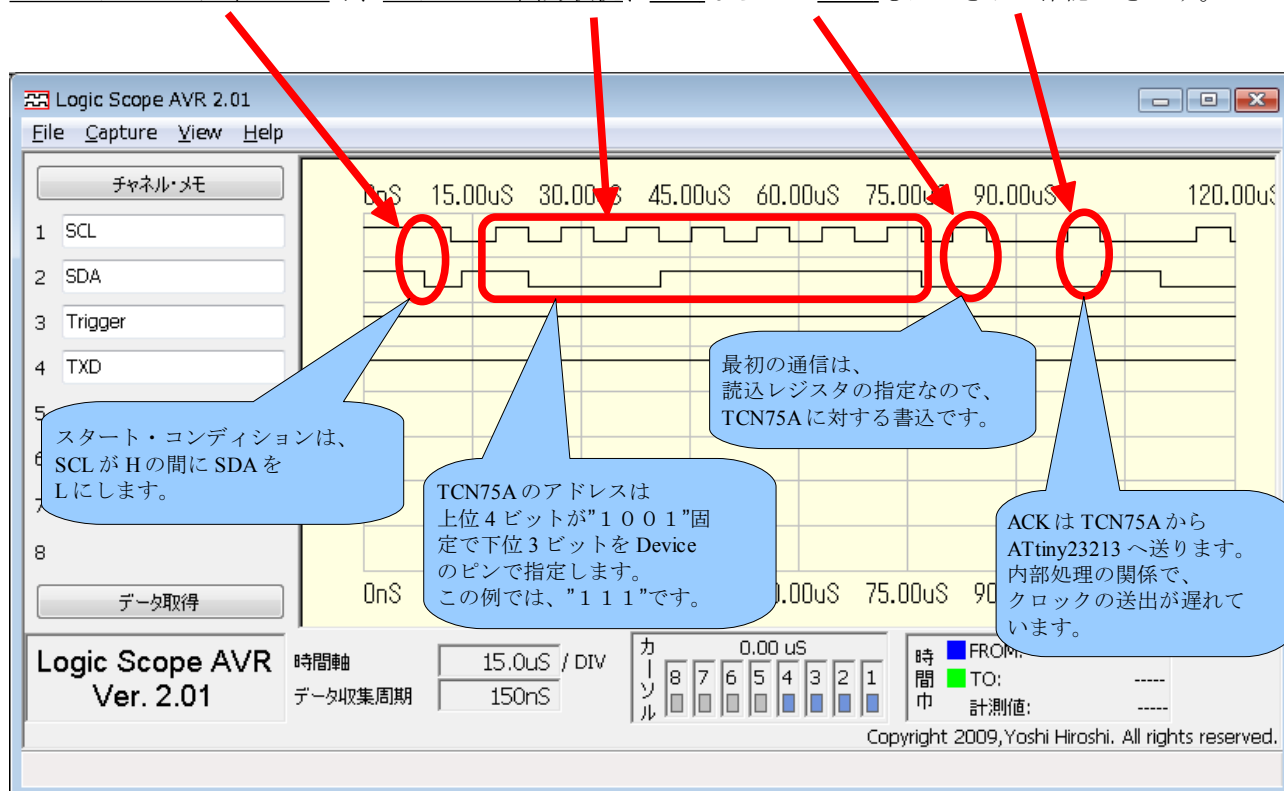 Logic Scope AVR 2.01
File Capture View Help
チャネル・メモ
1 SCL
2 SDA
3 Trigger
4 TXD
5
8
データ取得
15.00uS 45.00uS 60.00uS 90.00uS 120.00uS
スタート・コンディションは、
SCL が H の間に SDA を
L にします。
TCN75A のアドレスは
上位 4 ビットが"1 0 0 1"固
定で下位 3 ビットを Device
のピンで指定します。
この例では、"1 1 1"です。
最初の通信は、
読込レジスタの指定なので、
TCN75A に対する書込です。
ACK は TCN75A から
ATtiny23213 へ送ります。
内部処理の関係で、
クロックの送出が遅れて
います。
0nS 75.00uS
Logic Scope AVR
Ver. 2.01
時間軸 15.0uS / DIV
データ収集周期 150nS
カーソル
0.00 uS
8 7 6 5 4 3 2 1
時間巾
FROM:
TO: -----
計測値: -----
Copyright 2009,Yoshi Hiroshi. All rights reserved.